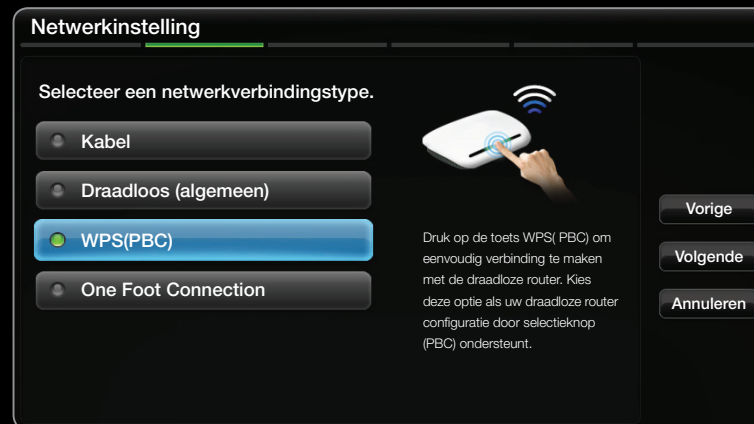 Netwerkinstelling
Selecteer een netwerkverbindingstype.
Kabel
Draadloos (algemeen)
WPS(PBC)
One Foot Connection
Druk op de toets WPS( PBC) om
eenvoudig verbinding te maken
met de draadloze router. Kies
deze optie als uw draadloze router
configuratie door selectieknop
(PBC) ondersteunt.
Vorige
Volgende
Annuleren